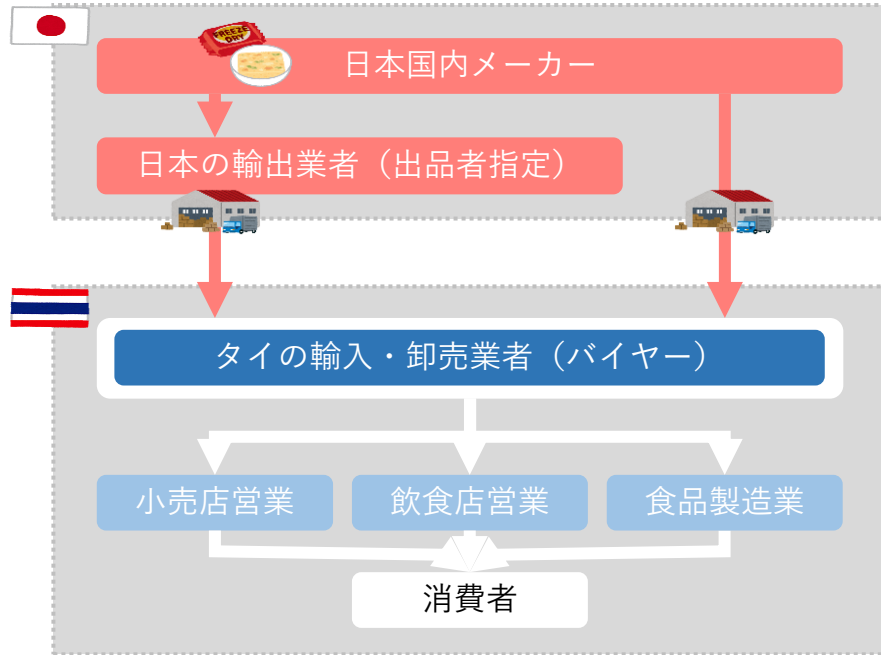 FREEZE
DRY
日本国内メーカー
日本の輸出業者（出品者指定）
タイの輸入・卸売業者（バイヤー）
小売店営業
飲食店営業
食品製造業
消費者